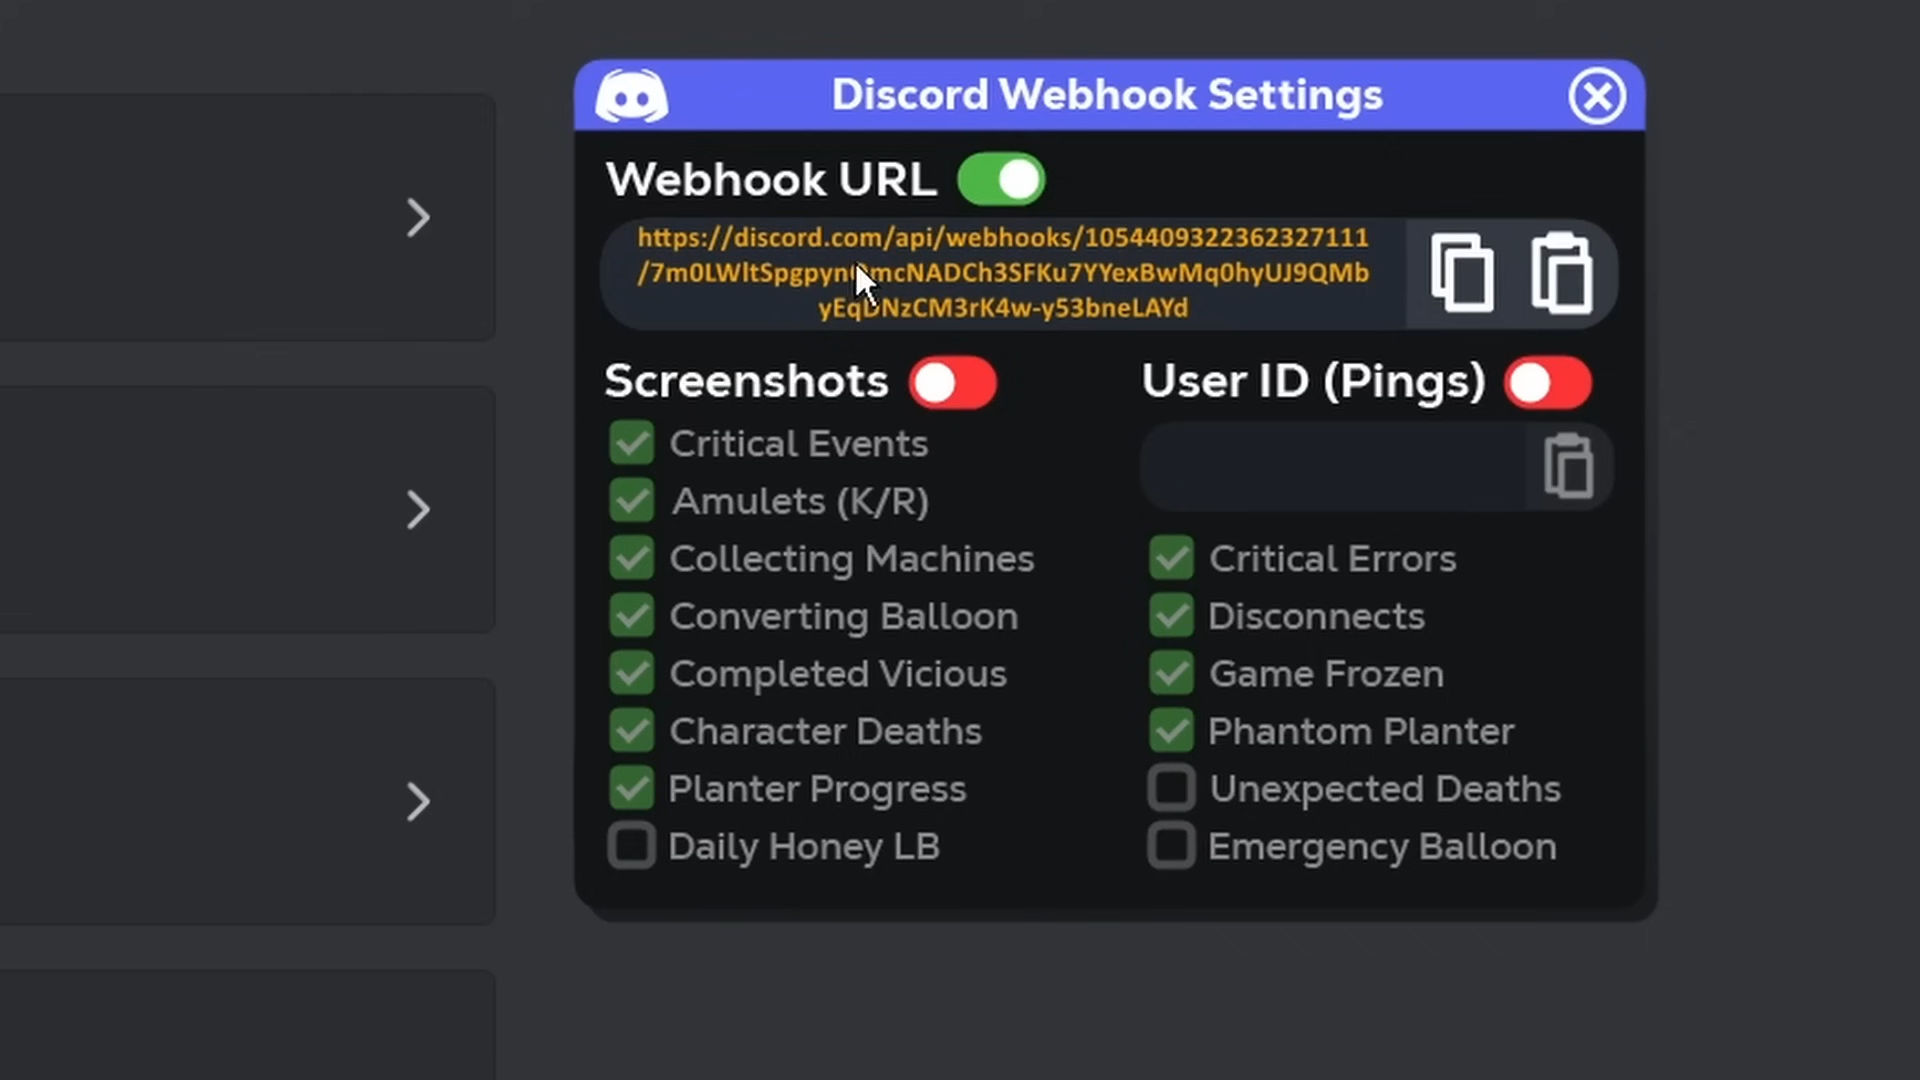 Discord Webhook Settings
Webhook URL
https://discord.com/api/webhooks/1054409322362327111
yEqDNzCM3rK4w-y53bneLAYd
Screenshots
User ID (Pings)
Critical Events
Amulets (K/R)
Collecting Machines
Critical Errors
Converting Balloon
Disconnects
Completed Vicious
Game Frozen
Character Deaths
Phantom Planter
Planter Progress
Unexpected Deaths
Daily Honey LB
Emergency Balloon